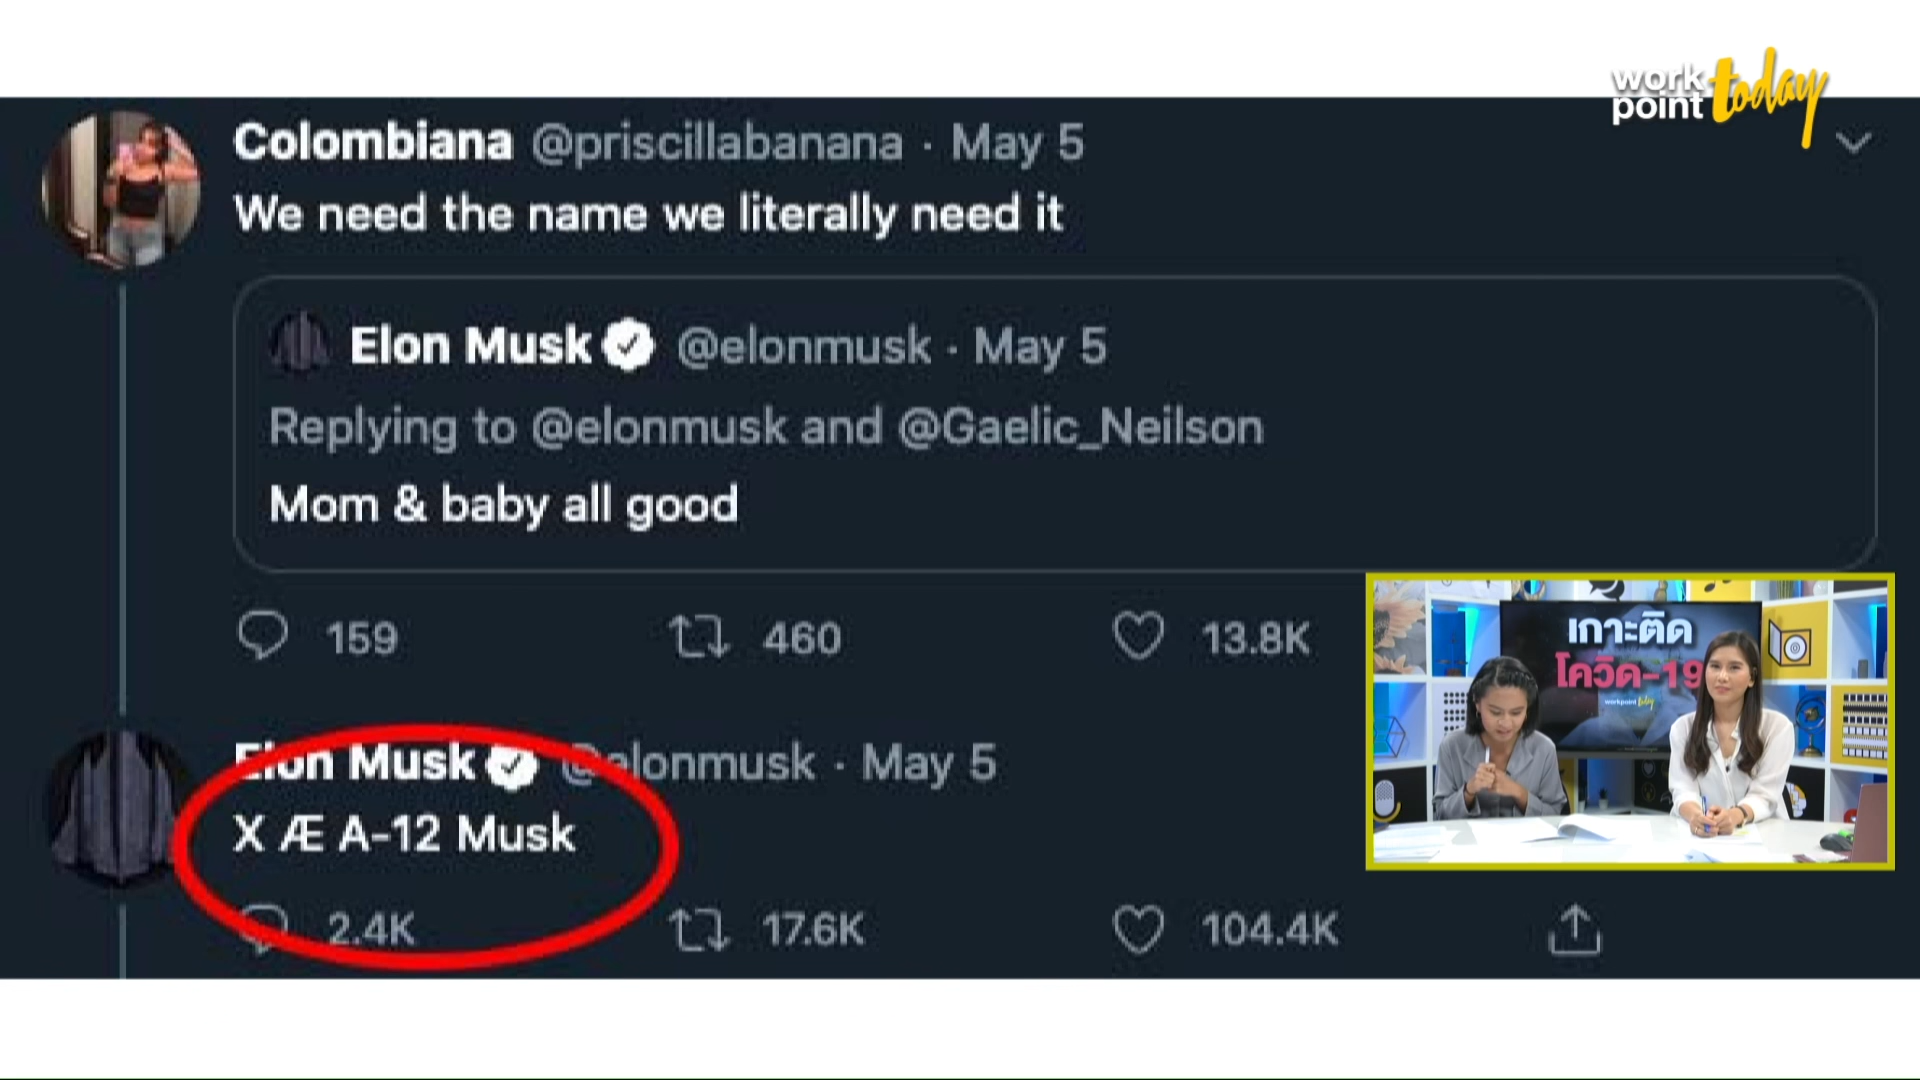 work
point today
Colombiana @priscillabanana · May 5
We need the name we literally need it
Elon Musk @elonmusk · May 5
Replying to @elonmusk and @Gaelic_Neilson
Mom & baby all good
159 460 13.8K
เกาะติด
โควิด-19
workpoint today
Elon Musk @elonmusk · May 5
X Æ A-12 Musk
2.4K 17.6K 104.4K